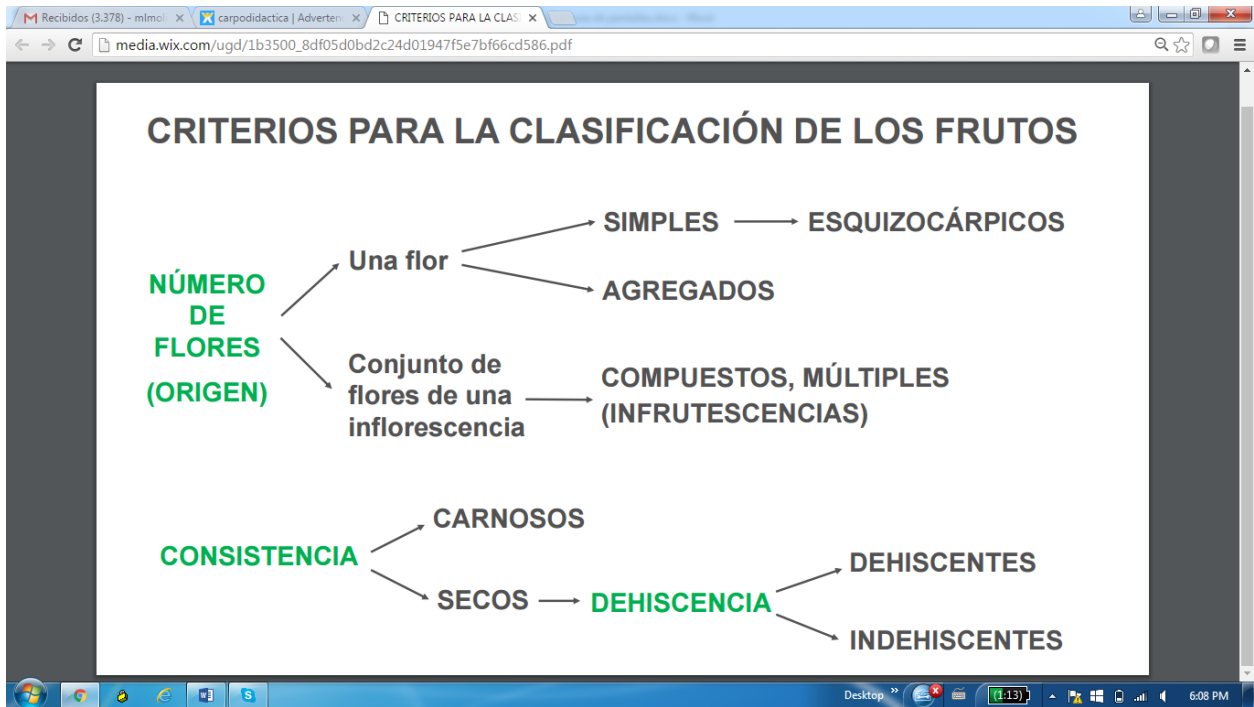 Recibidos (3.378) - mlmol
carpodidactica | Adverten
CRITERIOS PARA LA CLAS
media.wix.com/ugd/1b3500_8df05d0bd2c24d01947f5e7bf66cd586.pdf
CRITERIOS PARA LA CLASIFICACIÓN DE LOS FRUTOS
NÚMERO
DE
FLORES
(ORIGEN)
Una flor
SIMPLES
ESQUIZOCÁRPICOS
AGREGADOS
Conjunto de
flores de una
inflorescencia
COMPUESTOS, MÚLTIPLES
(INFRUTESCENCIAS)
CONSISTENCIA
CARNOSOS
SECOS
DEHISCENCIA
DEHISCENTES
INDEHISCENTES
Desktop
(1:13)
6:08 PM